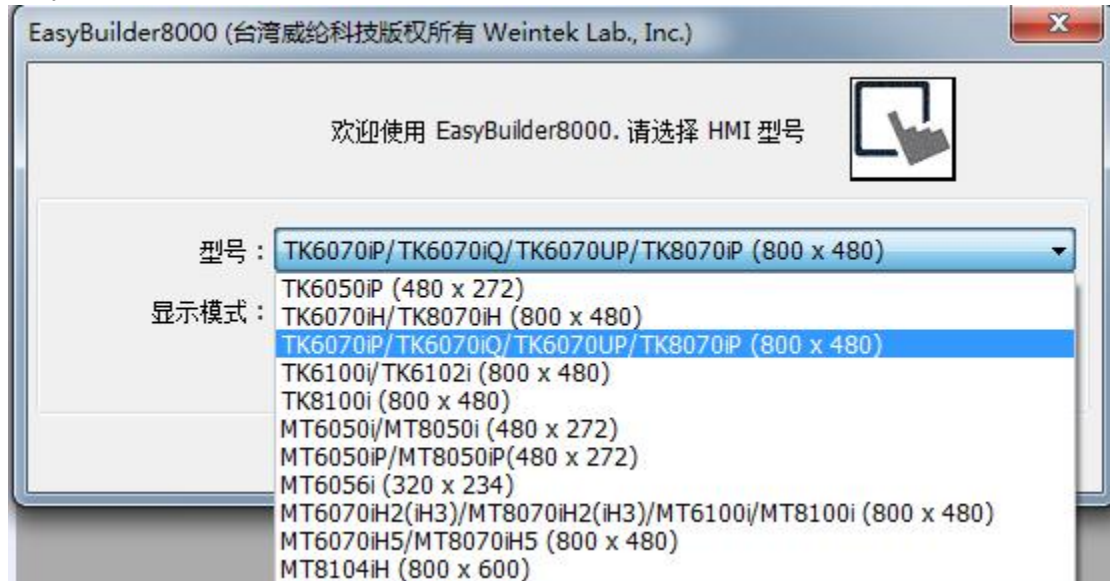 EasyBuilder8000 (台湾威纶科技版权所有 Weintek Lab., Inc.)
欢迎使用 EasyBuilder8000. 请选择 HMI 型号
型号： TK6070iP/TK6070iQ/TK6070UP/TK8070iP (800 x 480)
显示模式：
TK6050iP (480 x 272)
TK6070iH/TK8070iH (800 x 480)
TK6070iP/TK6070iQ/TK6070UP/TK8070iP (800 x 480)
TK6100i/TK6102i (800 x 480)
TK8100i (800 x 480)
MT6050i/MT8050i (480 x 272)
MT6050iP/MT8050iP(480 x 272)
MT6056i (320 x 234)
MT6070iH2(iH3)/MT8070iH2(iH3)/MT6100i/MT8100i (800 x 480)
MT6070iH5/MT8070iH5 (800 x 480)
MT8104iH (800 x 600)